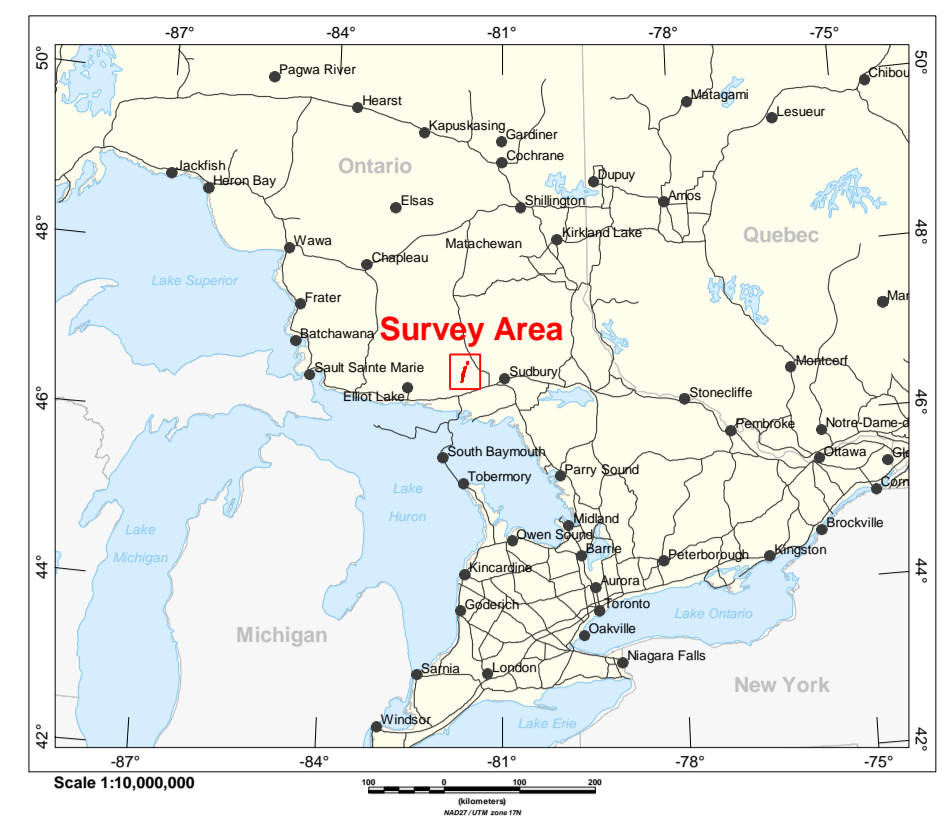 -87° -84° -81° -78° -75°
50° 50°
Pagwa River
Chibou
Matagami
Hearst
Lesueur
Kapuskasing
Gardiner
Cochrane
Ontario
Jackfish
Heron Bay
Dupuy
Elsas
Shillington
Amos
48° 48°
Wawa
Matachewan
Kirkland Lake
Quebec
Chapleau
Lake Superior
Frater
Mar
Survey Area
Batchawana
Sault Sainte Marie
Sudbury
Montcerf
Elliot Lake
Stonecliffe
46° 46°
Pembroke
Notre-Dame-d
South Baymouth
Ottawa
Gle
Tobermory
Parry Sound
Corn
Lake
Huron
Midland
Brockville
Lake
Michigan
Owen Sound
Barrie
Peterborough
Kingston
44° 44°
Kincardine
Aurora
Goderich
Toronto
Lake Ontario
Michigan
Oakville
Niagara Falls
Sarnia
London
New York
Windsor
Lake Erie
42° 42°
-87° -84° -81° -78° -75°
Scale 1:10,000,000
100 0 100 200
(kilometers)
NAD27 / UTM zone 17N